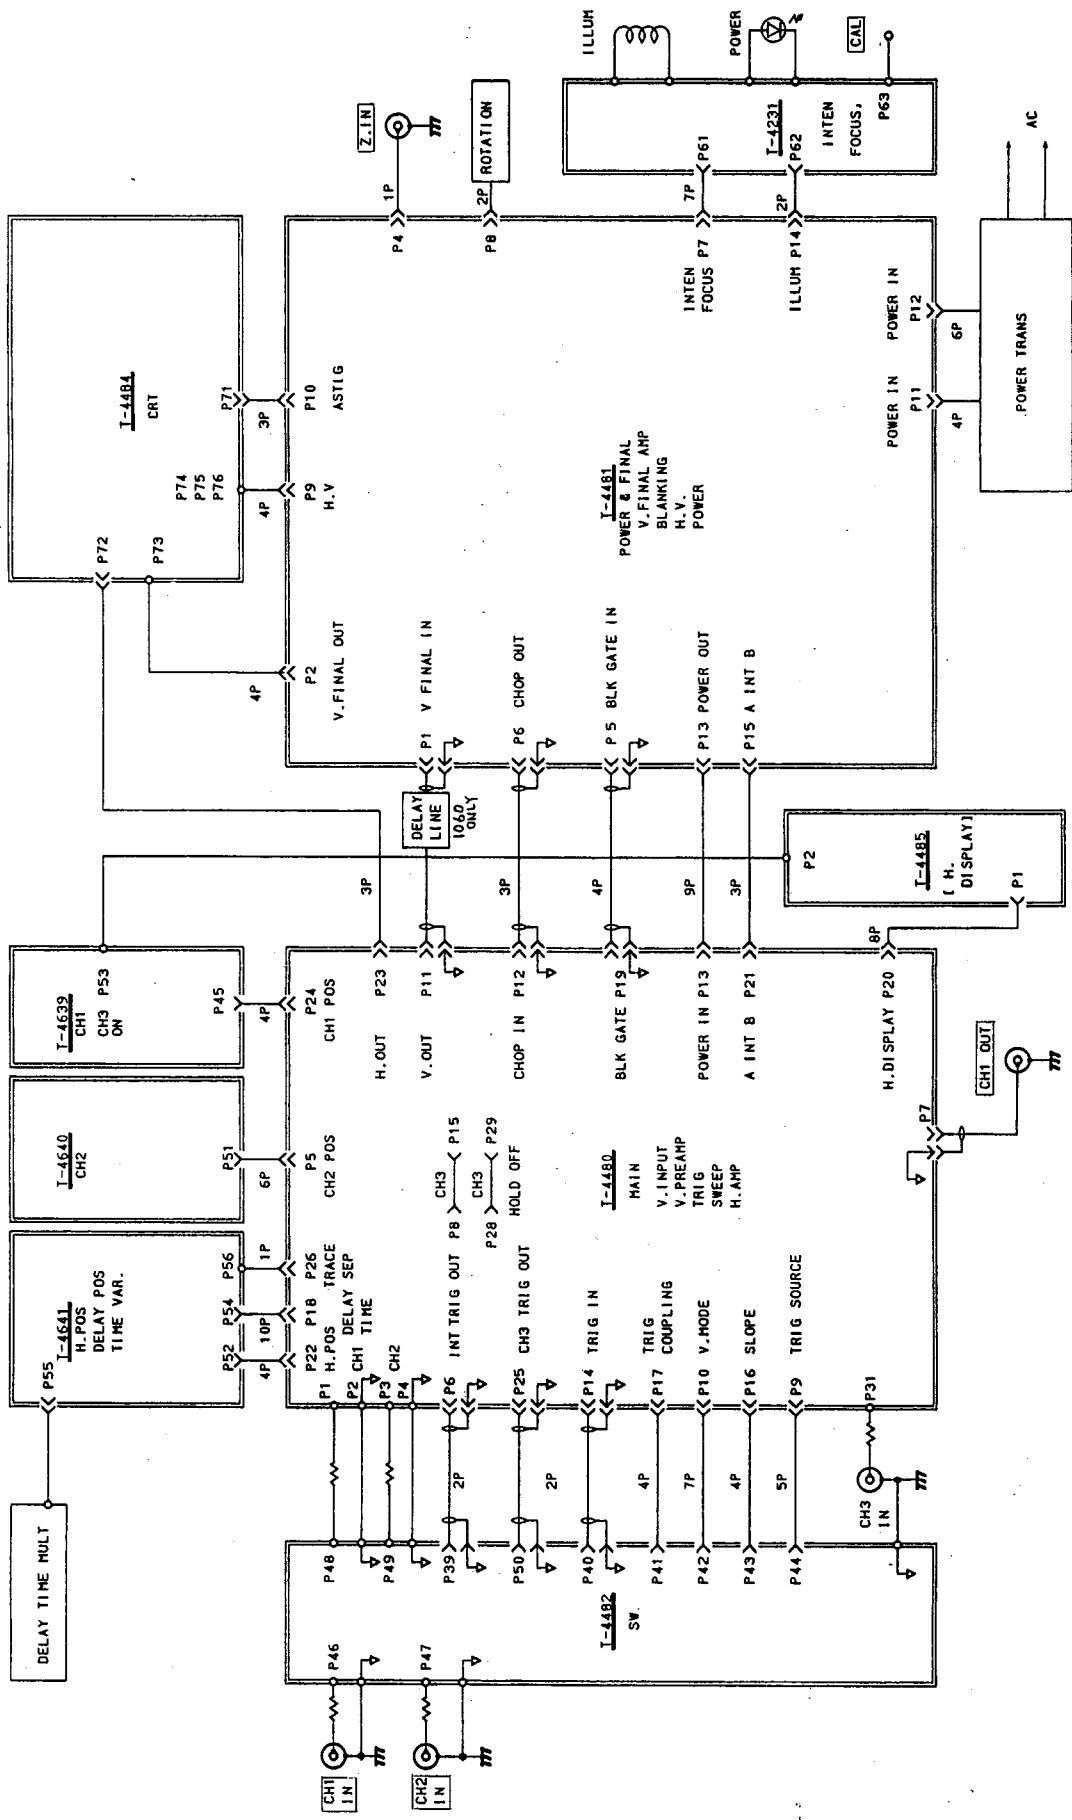 DELAY TIME MULT
P55
T-4641
H.POS
DELAY POS
TIME VAR.
P52
P54
P56
4P
10P
1P
T-4640
CH2
P51
6P
T-4639
CH1
CH3
ON
P53
P45
4P
T-4484
CRT
P72
P73
P74
P75
P76
P71
4P
3P
4P
CH1
IN
CH2
IN
P46
P47
T-4482
SW.
P48
P49
P39
P50
P40
P41
P42
P43
P44
2P
2P
4P
7P
4P
5P
CH3
IN
P1
P2
P3
P4
CH1
CH2
P22
H.POS
P18
DELAY
TIME
P26
TRACE
SEP
P5
CH2 POS
P24
CH1 POS
P6 INT TRIG OUT
P25 CH3 TRIG OUT
P14 TRIG IN
P17 TRIG
COUPLING
P10 V.MODE
P16 SLOPE
P9 TRIG SOURCE
P31
P8 CH3 P15
P28 CH3 P29
HOLD OFF
T-4480
MAIN
V.INPUT
V.PREAMP
TRIG
SWEEP
H.AMP
H.OUT P23
V.OUT P11
CHOP IN P12
BLK GATE P19
POWER IN P13
A INT B P21
H.DISPLAY P20
P7
CH1 OUT
3P
DELAY
LINE
1060
ONLY
3P
4P
9P
3P
8P
T-4485
( H.
DISPLAY)
P2
P1
P2
V.FINAL OUT
P9
H.V
P10
ASTIG
P1 V FINAL IN
P6 CHOP OUT
P5 BLK GATE IN
P13 POWER OUT
P15 A INT B
T-4481
POWER & FINAL
V.FINAL AMP
BLANKING
H.V.
POWER
P4
1P
Z.IN
P8
2P
ROTATION
INTEN
FOCUS P7
7P
P61
ILLUM P14
2P
P62
T-4231
INTEN
FOCUS,
P63
ILLUM
POWER
CAL
POWER IN
P11
POWER IN
P12
4P
6P
POWER TRANS
AC